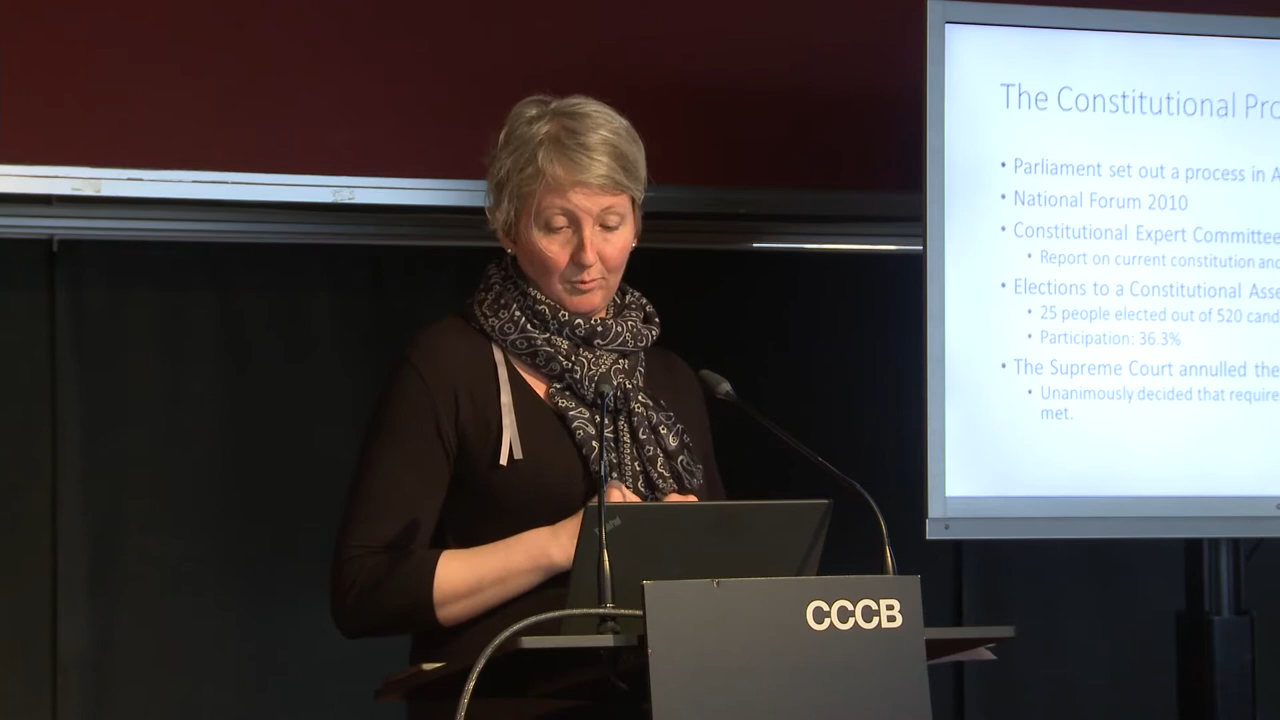 The Constitutional Pro
• Parliament set out a process in A
• National Forum 2010
• Constitutional Expert Committee
• Report on current constitution and
• Elections to a Constitutional Asse
• 25 people elected out of 520 cand
• Participation: 36.3%
• The Supreme Court annulled the
• Unanimously decided that require
met.
ThinkPad
CCCB